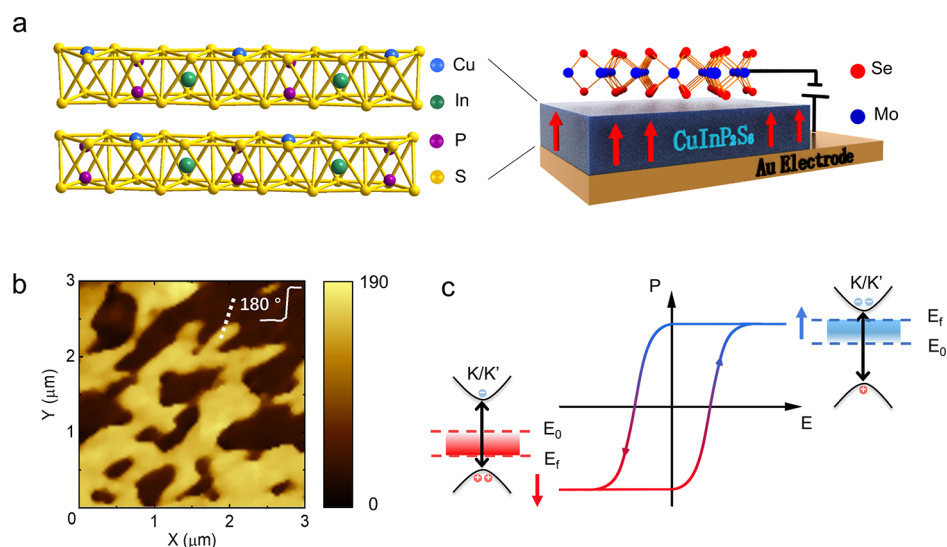 a
Cu
In
P
S
Se
Mo
CuInP₂S₆
Au Electrode
b
3
2
1
0
Y (μm)
0 1 2 3
X (μm)
180 °
190
0
c
P
E
K/K'
E₀
E_f
K/K'
E_f
E₀